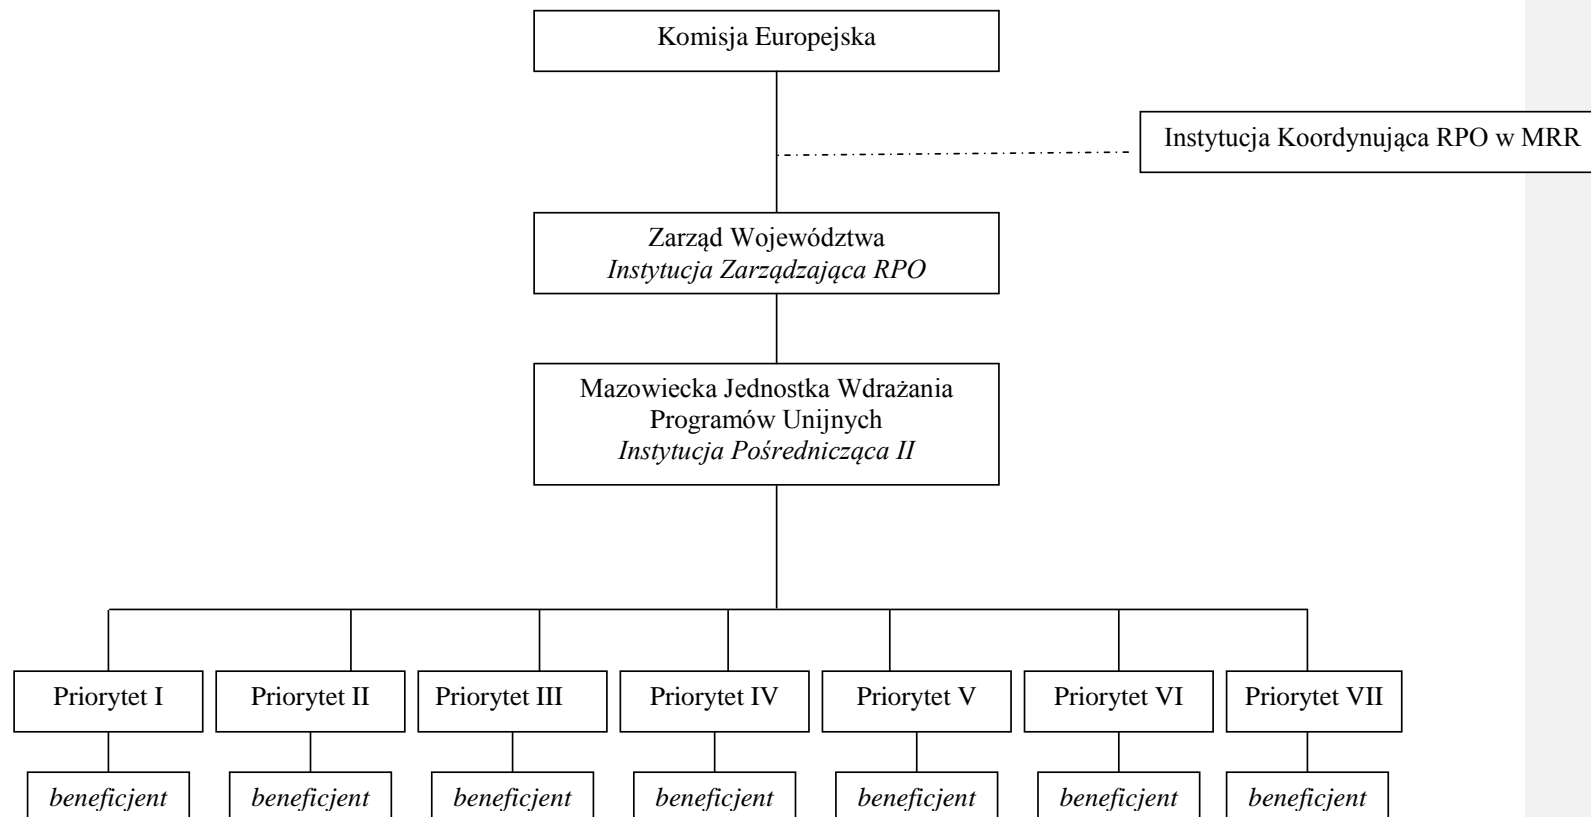 Komisja Europejska
Instytucja Koordynująca RPO w MRR
Zarząd Województwa
Instytucja Zarządzająca RPO
Mazowiecka Jednostka Wdrażania
Programów Unijnych
Instytucja Pośrednicząca II
Priorytet I
Priorytet II
Priorytet III
Priorytet IV
Priorytet V
Priorytet VI
Priorytet VII
beneficjent
beneficjent
beneficjent
beneficjent
beneficjent
beneficjent
beneficjent